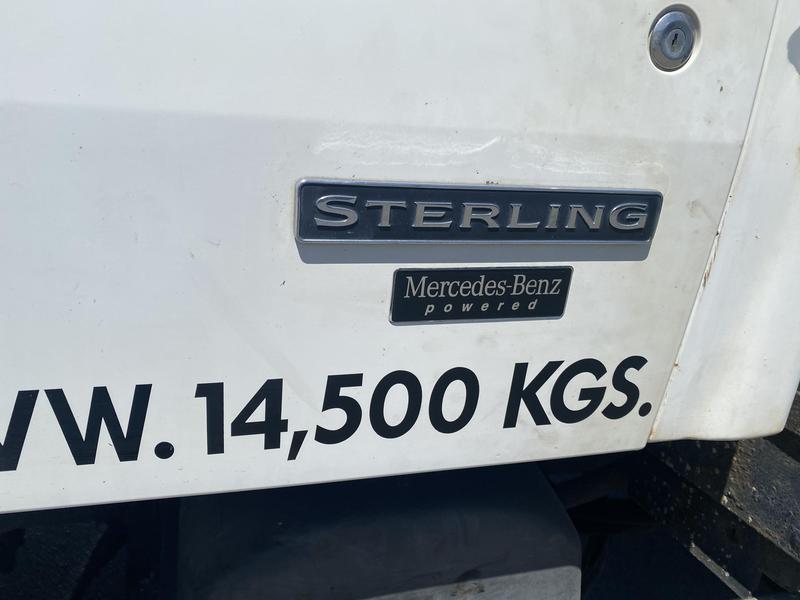 STERLING
Mercedes-Benz
powered
VW. 14,500 KGS.